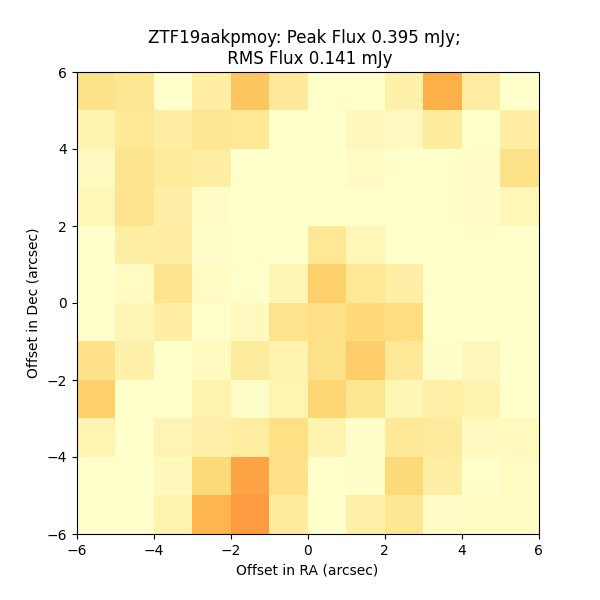 ZTF19aakpmoy: Peak Flux 0.395 mJy;
RMS Flux 0.141 mJy
6
4
2
0
−2
−4
−6
Offset in Dec (arcsec)
−6 −4 −2 0 2 4 6
Offset in RA (arcsec)